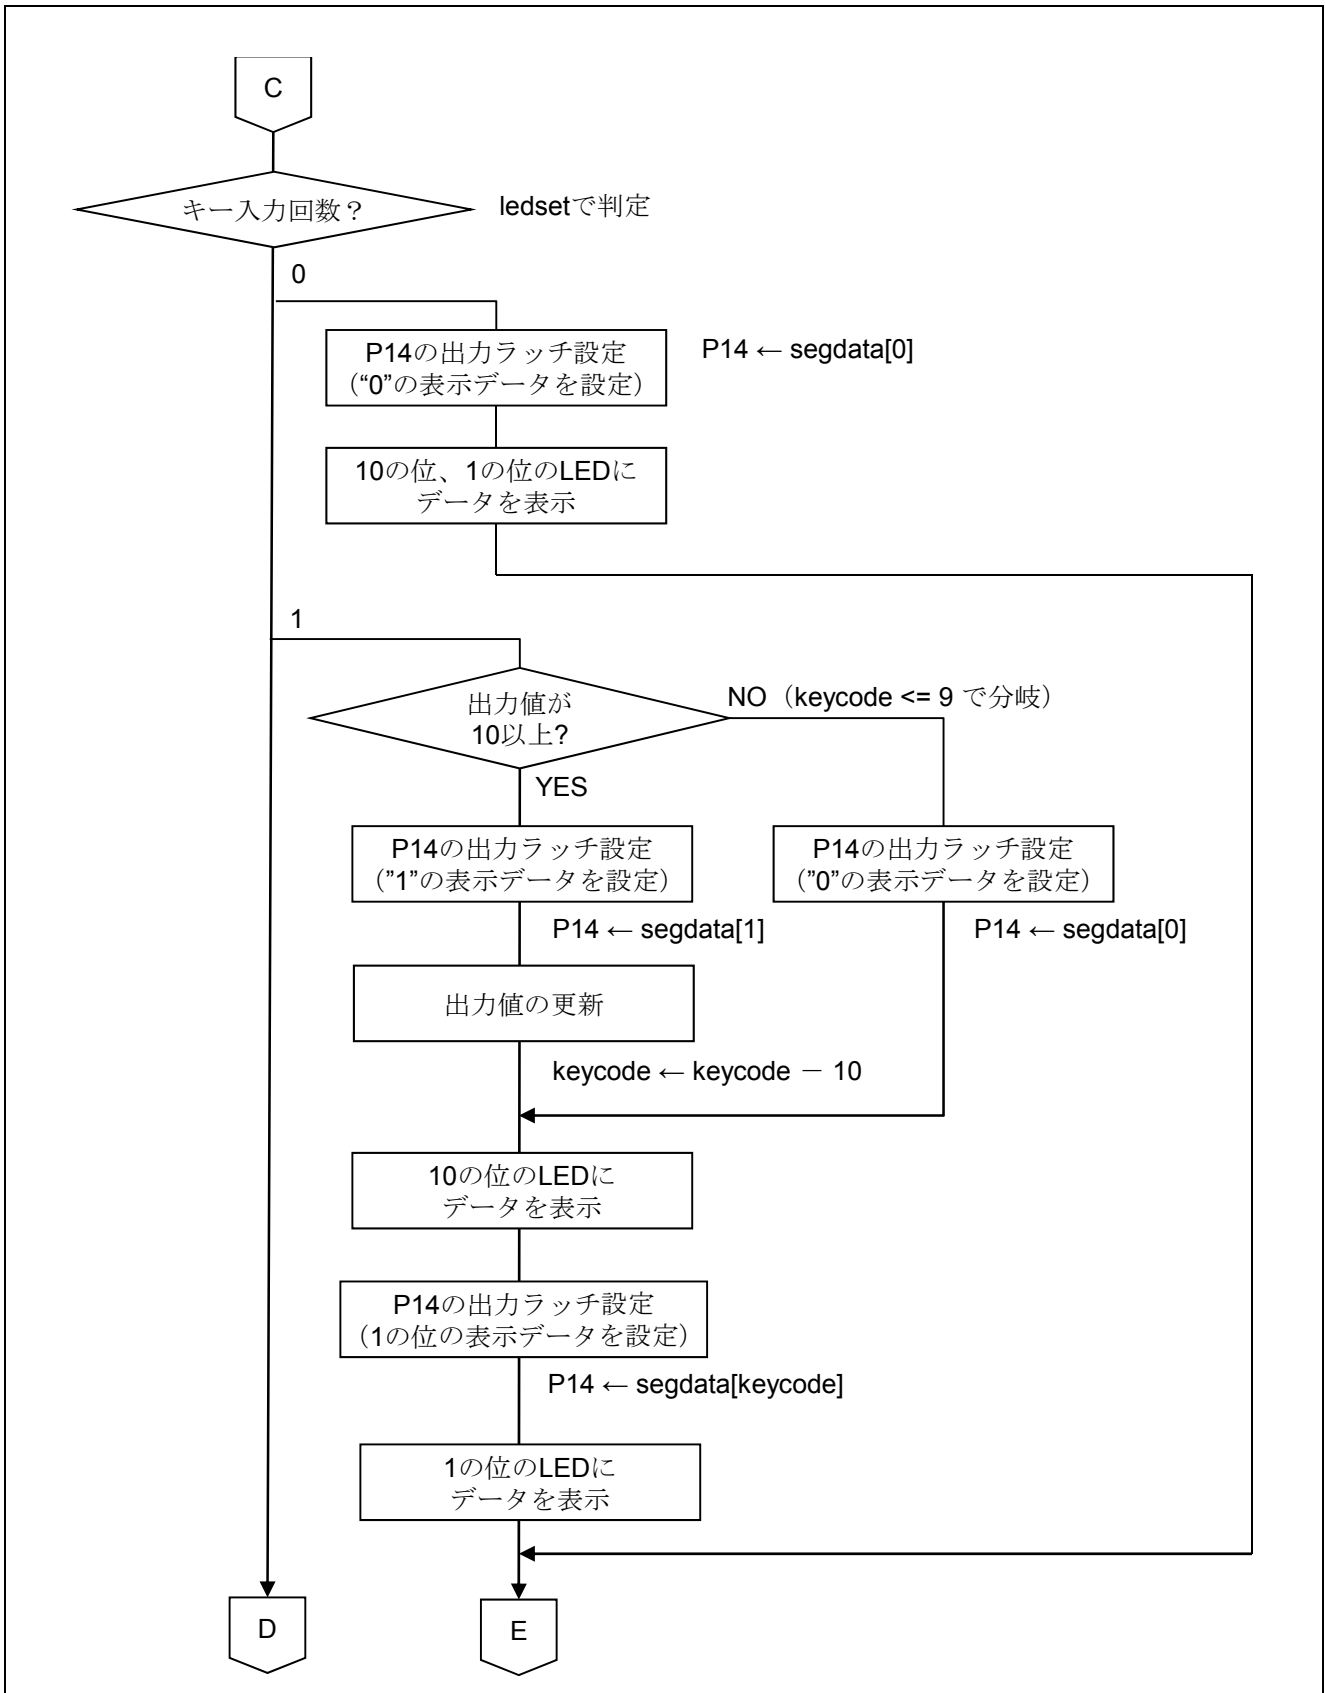 C
キー入力回数？
ledsetで判定
0
P14の出力ラッチ設定
（“0”の表示データを設定）
P14 ← segdata[0]
10の位、1の位のLEDに
データを表示
1
出力値が
10以上?
NO（keycode <= 9 で分岐）
YES
P14の出力ラッチ設定
（”1”の表示データを設定）
P14の出力ラッチ設定
（”0”の表示データを設定）
P14 ← segdata[1]
P14 ← segdata[0]
出力値の更新
keycode ← keycode － 10
10の位のLEDに
データを表示
P14の出力ラッチ設定
（1の位の表示データを設定）
P14 ← segdata[keycode]
1の位のLEDに
データを表示
D
E